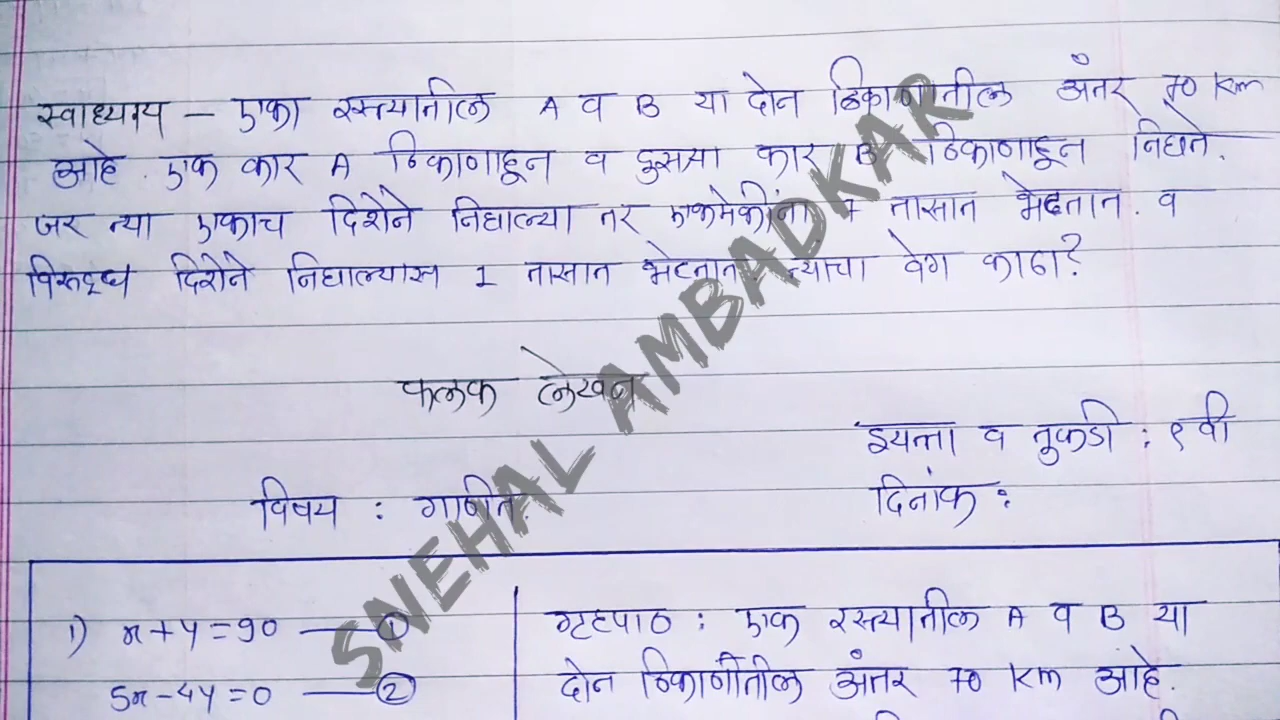 स्वाध्याय – एका रस्त्यातील A व B या दोन ठिकाणातील अंतर 70 Km
आहे. एक कार A ठिकाणाहून व दुसरा कार B ठिकाणाहून निघते.
जर त्या एकाच दिशेने निघाल्या तर एकमेकींना 7 तासात भेटतात. व
विरुद्ध दिशेने निघाल्यास 1 तासात भेटतात. त्याचा वेग काढा?
फलक लेखन
इयत्ता व तुकडी : ९ वी
विषय : गणित.
दिनांक :
1) x+y=90 — ①
5x-4y=0 — ②
गृहपाठ : एक रस्त्यातील A व B या
दोन ठिकाणीतील अंतर 70 Km आहे.
SNEHAL AMBADKAR